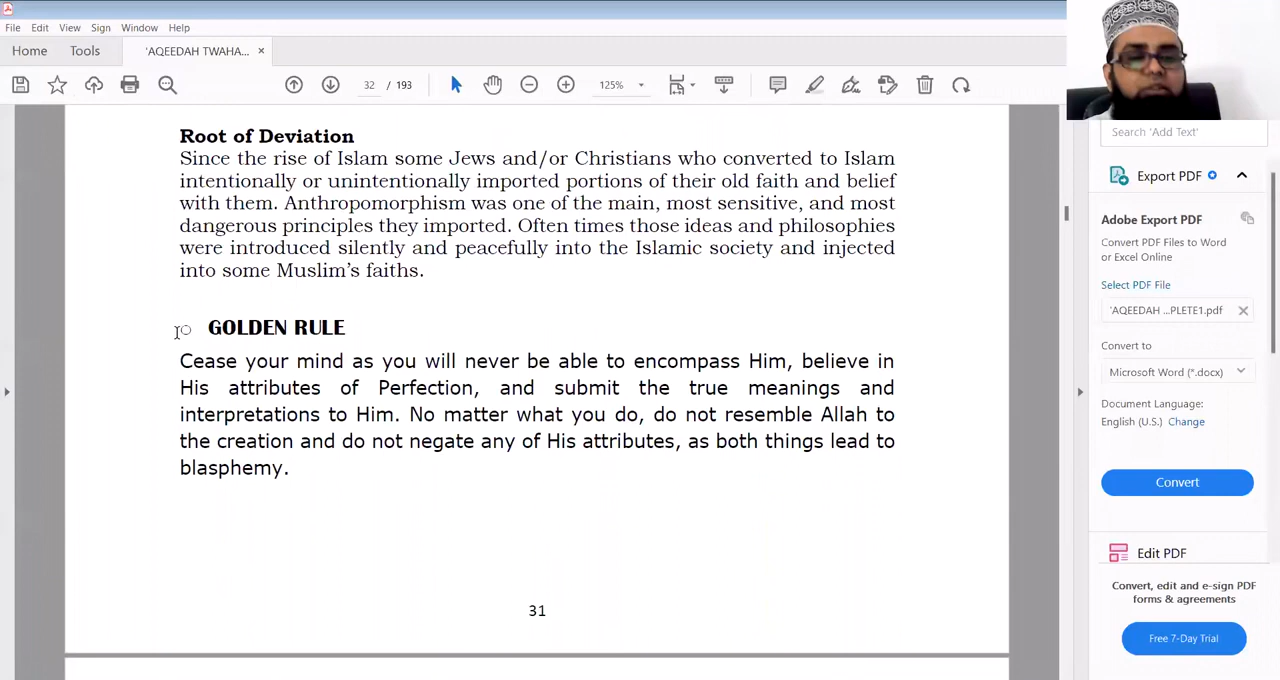 File Edit View Sign Window Help
Home Tools 'AQEEDAH TWAHA... ×
32 / 193 125%
Root of Deviation
Since the rise of Islam some Jews and/or Christians who converted to Islam
intentionally or unintentionally imported portions of their old faith and belief
with them. Anthropomorphism was one of the main, most sensitive, and most
dangerous principles they imported. Often times those ideas and philosophies
were introduced silently and peacefully into the Islamic society and injected
into some Muslim's faiths.
GOLDEN RULE
Cease your mind as you will never be able to encompass Him, believe in
His attributes of Perfection, and submit the true meanings and
interpretations to Him. No matter what you do, do not resemble Allah to
the creation and do not negate any of His attributes, as both things lead to
blasphemy.
31
Search 'Add Text'
Export PDF
Adobe Export PDF
Convert PDF Files to Word
or Excel Online
Select PDF File
'AQEEDAH ...PLETE1.pdf
Convert to
Microsoft Word (*.docx)
Document Language:
English (U.S.) Change
Convert
Edit PDF
Convert, edit and e-sign PDF
forms & agreements
Free 7-Day Trial